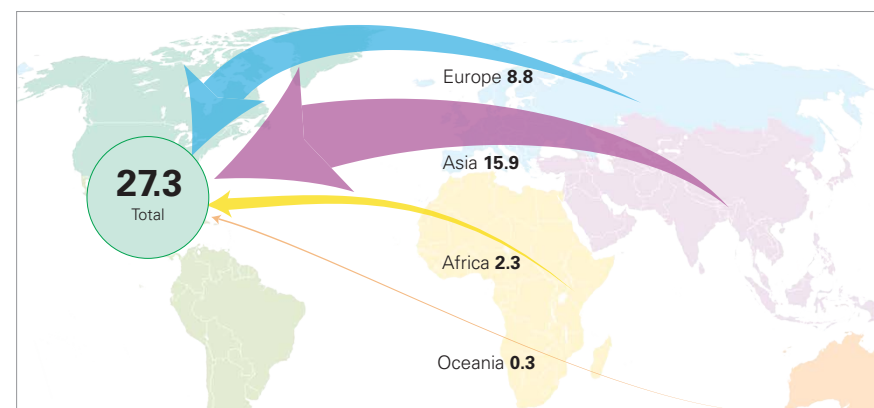 Europe 8.8
Asia 15.9
27.3
Total
Africa 2.3
Oceania 0.3